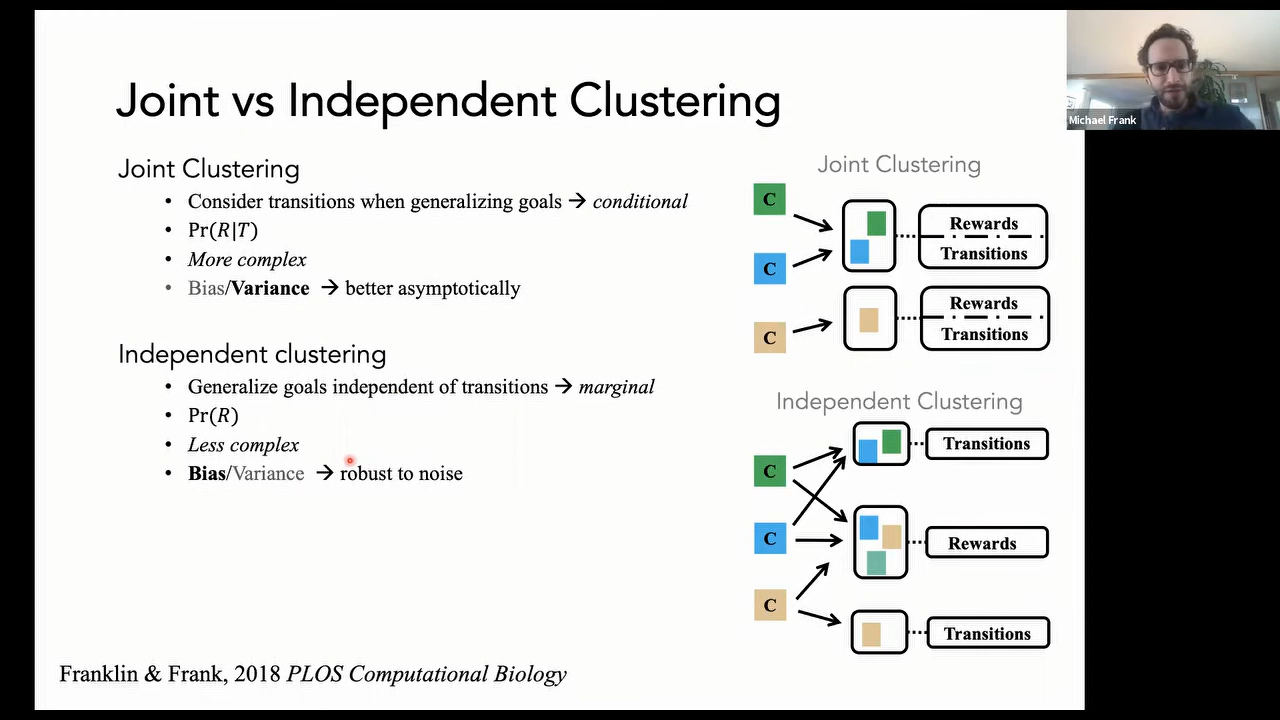 Joint vs Independent Clustering
Joint Clustering
• Consider transitions when generalizing goals → conditional
• Pr(R|T)
• More complex
• Bias/Variance → better asymptotically
Independent clustering
• Generalize goals independent of transitions → marginal
• Pr(R)
• Less complex
• Bias/Variance → robust to noise
Franklin & Frank, 2018 PLOS Computational Biology
Joint Clustering
C
C
C
Rewards
Transitions
Rewards
Transitions
Independent Clustering
C
C
C
Transitions
Rewards
Transitions
Michael Frank